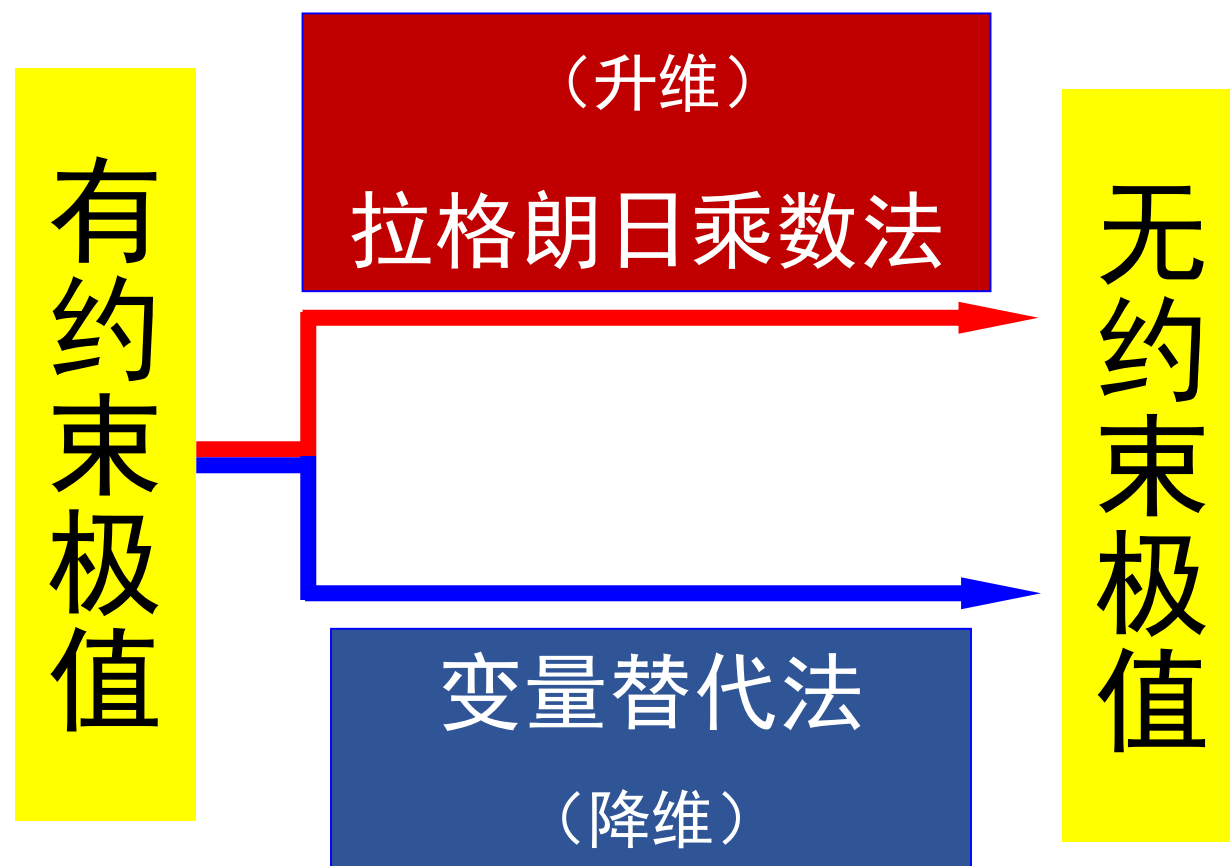 有约束极值
（升维）
拉格朗日乘数法
变量替代法
（降维）
无约束极值